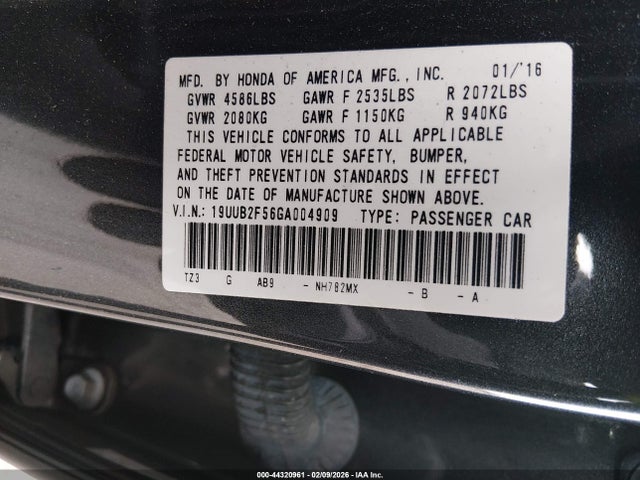 MFD. BY HONDA OF AMERICA MFG., INC. 01/'16
GVWR 4586LBS GAWR F 2535LBS R 2072LBS
GVWR 2080KG GAWR F 1150KG R 940KG
THIS VEHICLE CONFORMS TO ALL APPLICABLE
FEDERAL MOTOR VEHICLE SAFETY, BUMPER,
AND THEFT PREVENTION STANDARDS IN EFFECT
ON THE DATE OF MANUFACTURE SHOWN ABOVE.
V.I.N.: 19UUB2F56GA004909 TYPE: PASSENGER CAR
TZ3 G AB9 - NH782MX - B - A
000-44320961 - 02/09/2026 - IAA Inc.